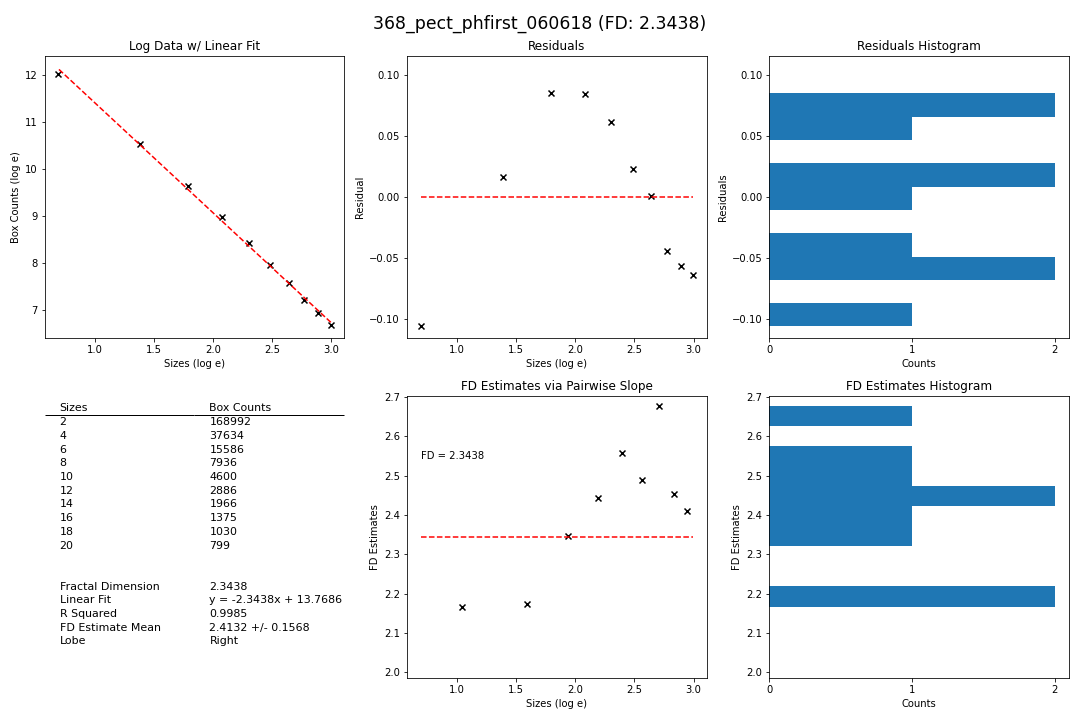 368_pect_phfirst_060618 (FD: 2.3438)
Log Data w/ Linear Fit
Box Counts (log e)
12
11
10
9
8
7
1.0 1.5 2.0 2.5 3.0
Sizes (log e)
Residuals
Residual
0.10
0.05
0.00
−0.05
−0.10
1.0 1.5 2.0 2.5 3.0
Sizes (log e)
Residuals Histogram
Residuals
0.10
0.05
0.00
−0.05
−0.10
0 1 2
Counts
Sizes Box Counts
2 168992
4 37634
6 15586
8 7936
10 4600
12 2886
14 1966
16 1375
18 1030
20 799
Fractal Dimension 2.3438
Linear Fit y = -2.3438x + 13.7686
R Squared 0.9985
FD Estimate Mean 2.4132 +/- 0.1568
Lobe Right
FD Estimates via Pairwise Slope
FD Estimates
2.7
2.6
2.5
2.4
2.3
2.2
2.1
2.0
FD = 2.3438
1.0 1.5 2.0 2.5 3.0
Sizes (log e)
FD Estimates Histogram
FD Estimates
2.7
2.6
2.5
2.4
2.3
2.2
2.1
2.0
0 1 2
Counts